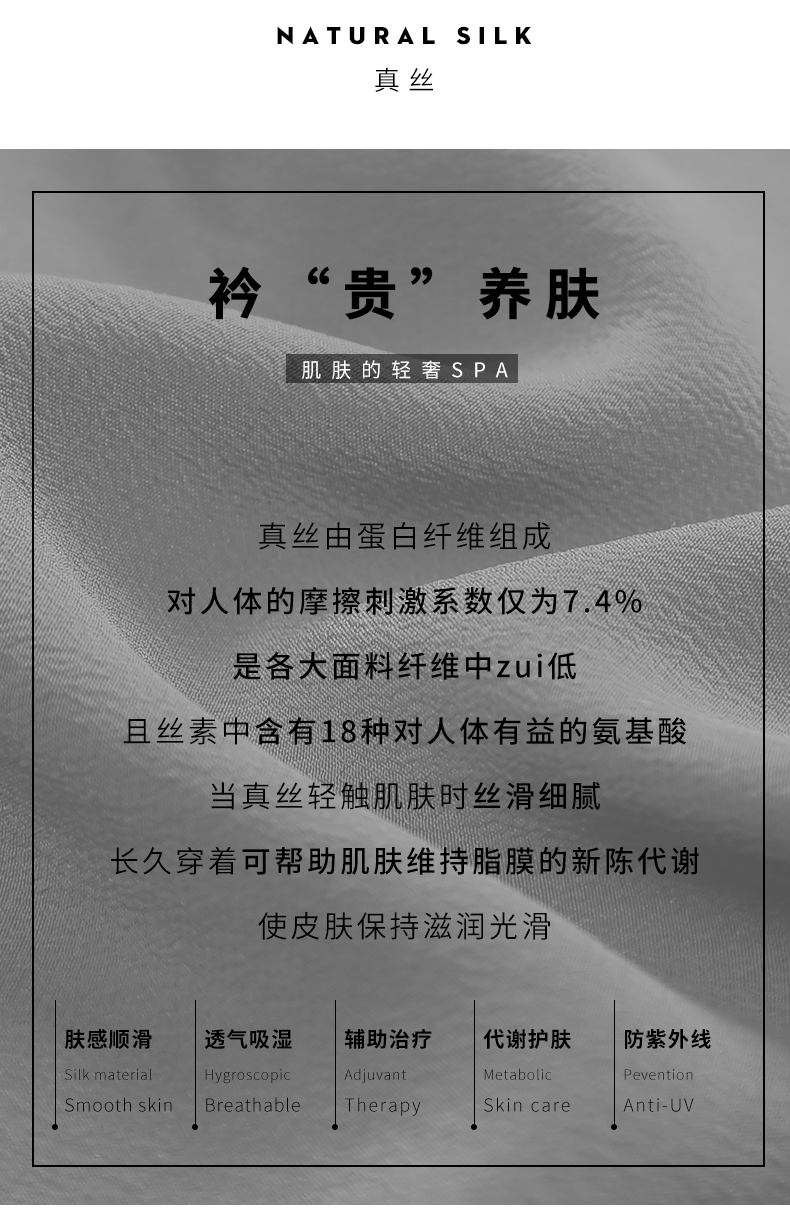 NATURAL SILK
真丝
衿“贵”养肤
肌肤的轻奢SPA
真丝由蛋白纤维组成
对人体的摩擦刺激系数仅为7.4%
是各大面料纤维中zui低
且丝素中含有18种对人体有益的氨基酸
当真丝轻触肌肤时丝滑细腻
长久穿着可帮助肌肤维持脂膜的新陈代谢
使皮肤保持滋润光滑
肤感顺滑
Silk material
Smooth skin
透气吸湿
Hygroscopic
Breathable
辅助治疗
Adjuvant
Therapy
代谢护肤
Metabolic
Skin care
防紫外线
Pevention
Anti-UV